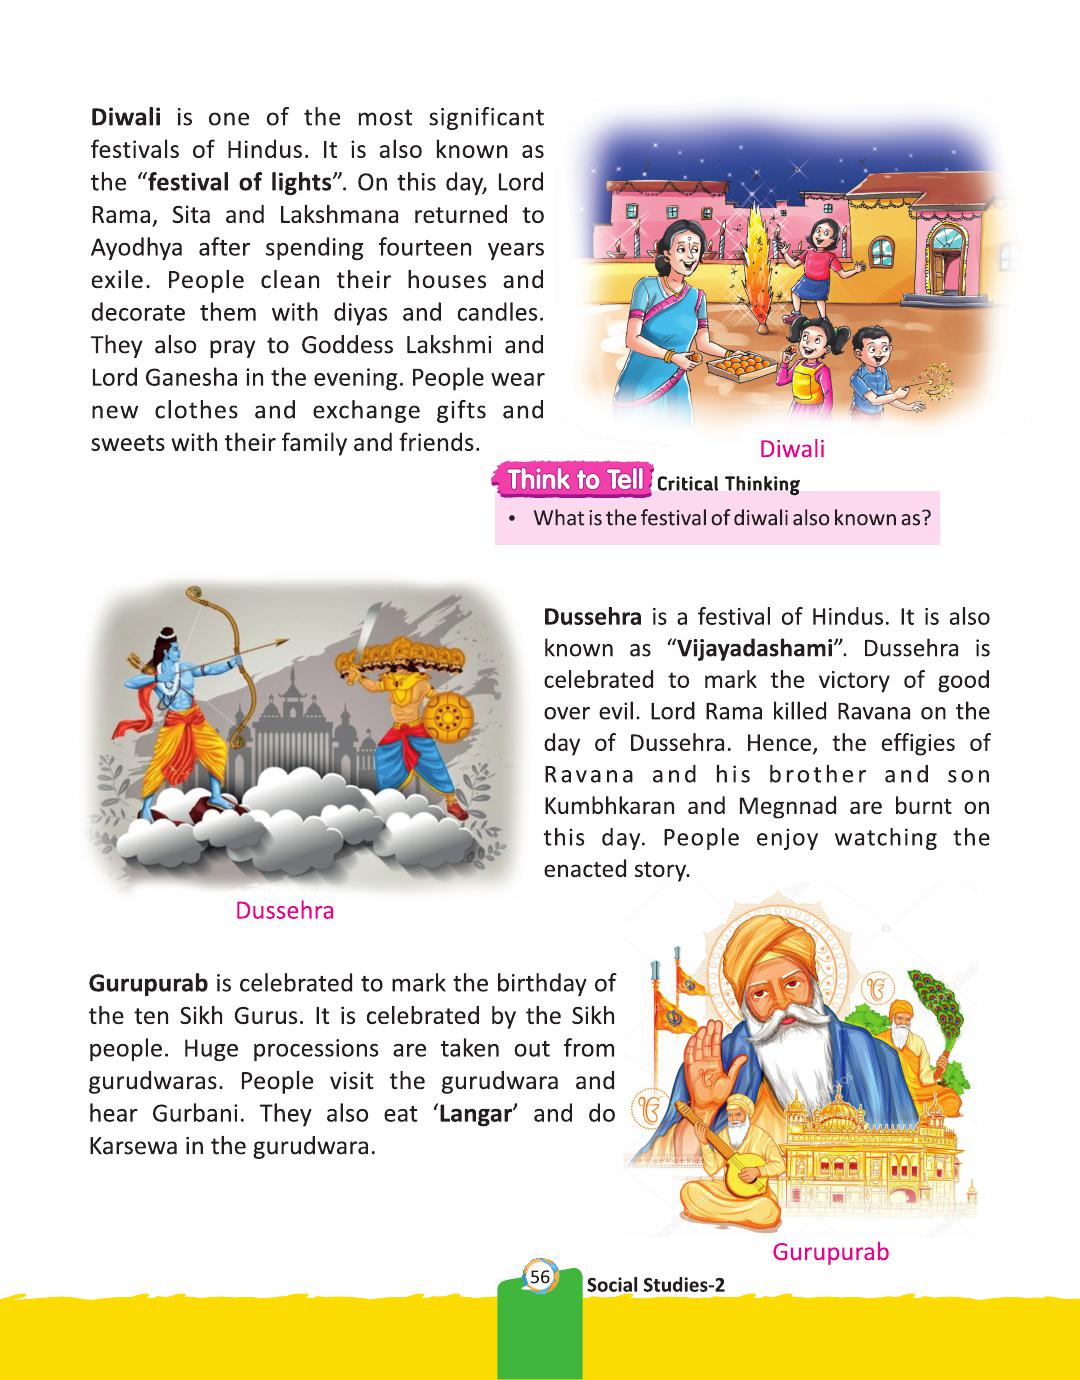 Diwali is one of the most significant
festivals of Hindus. It is also known as
the “festival of lights”. On this day, Lord
Rama, Sita and Lakshmana returned to
Ayodhya after spending fourteen years
exile. People clean their houses and
decorate them with diyas and candles.
They also pray to Goddess Lakshmi and
Lord Ganesha in the evening. People wear
new clothes and exchange gifts and
sweets with their family and friends.
Diwali
Think to Tell Critical Thinking
• What is the festival of diwali also known as?
Dussehra is a festival of Hindus. It is also
known as “Vijayadashami”. Dussehra is
celebrated to mark the victory of good
over evil. Lord Rama killed Ravana on the
day of Dussehra. Hence, the effigies of
Ravana and his brother and son
Kumbhkaran and Megnnad are burnt on
this day. People enjoy watching the
enacted story.
Dussehra
Gurupurab is celebrated to mark the birthday of
the ten Sikh Gurus. It is celebrated by the Sikh
people. Huge processions are taken out from
gurudwaras. People visit the gurudwara and
hear Gurbani. They also eat ‘Langar’ and do
Karsewa in the gurudwara.
ੴ
ੴ
ੴ
Gurupurab
56
Social Studies-2